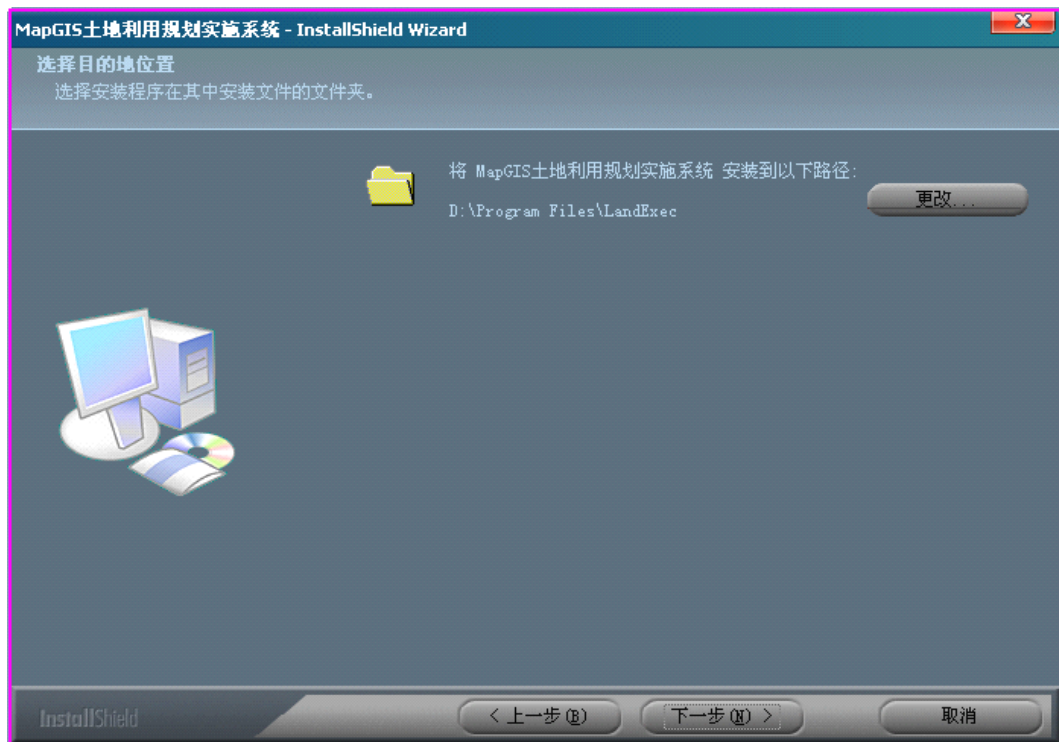 MapGIS土地利用规划实施系统 - InstallShield Wizard
选择目的地位置
选择安装程序在其中安装文件的文件夹。
将 MapGIS土地利用规划实施系统 安装到以下路径:
D:\Program Files\LandExec
更改...
InstallShield
< 上一步(B)
下一步(N) >
取消